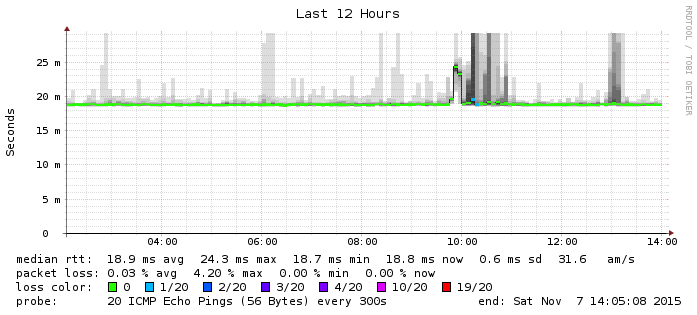 Last 12 Hours
RRDTOOL / TOBI OETIKER
Seconds
25 m
20 m
15 m
10 m
5 m
0
04:00 06:00 08:00 10:00 12:00 14:00
median rtt: 18.9 ms avg 24.3 ms max 18.7 ms min 18.8 ms now 0.6 ms sd 31.6 am/s
packet loss: 0.03 % avg 4.20 % max 0.00 % min 0.00 % now
loss color: 0 1/20 2/20 3/20 4/20 10/20 19/20
probe: 20 ICMP Echo Pings (56 Bytes) every 300s end: Sat Nov 7 14:05:08 2015